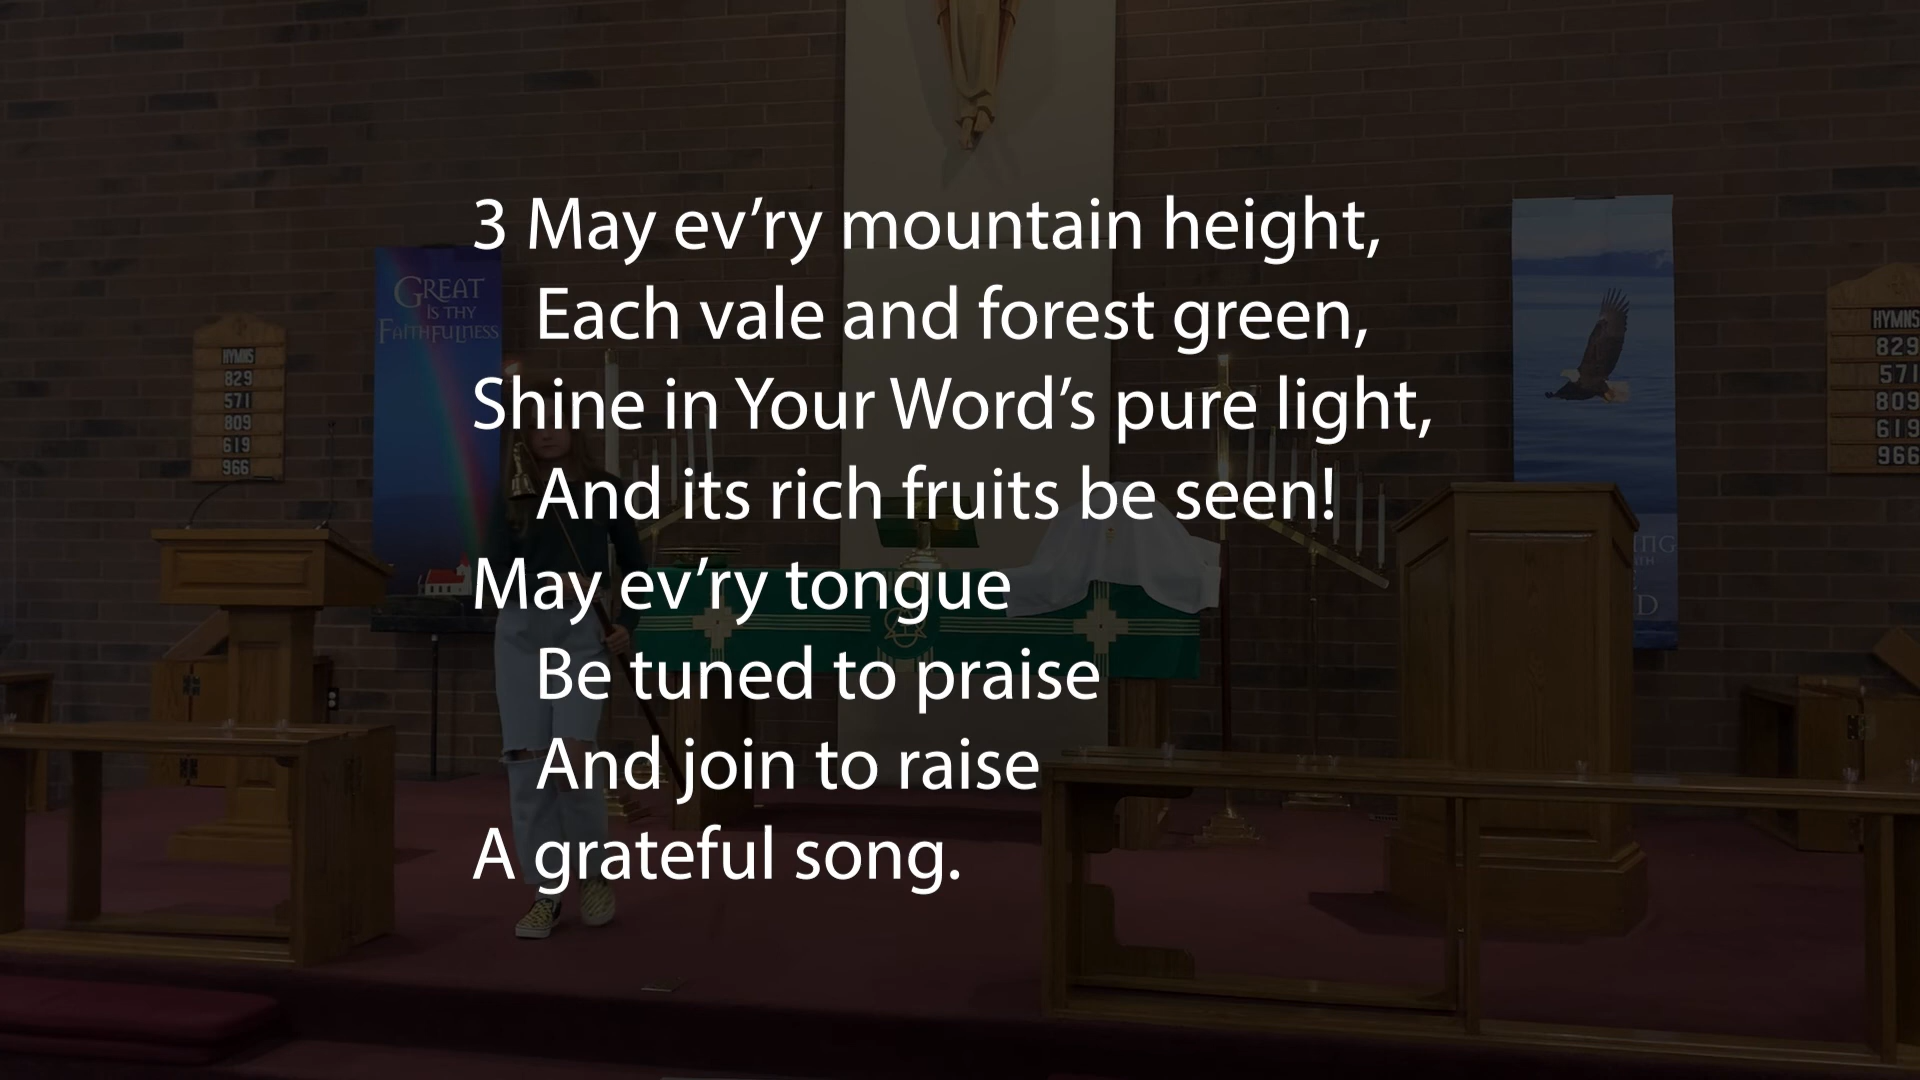 3 May ev’ry mountain height,
Each vale and forest green,
Shine in Your Word’s pure light,
And its rich fruits be seen!
May ev’ry tongue
Be tuned to praise
And join to raise
A grateful song.
GREAT
IS THY
FAITHFULNESS
HYMNS
829
571
809
619
966
HYMNS
829
571
809
619
966